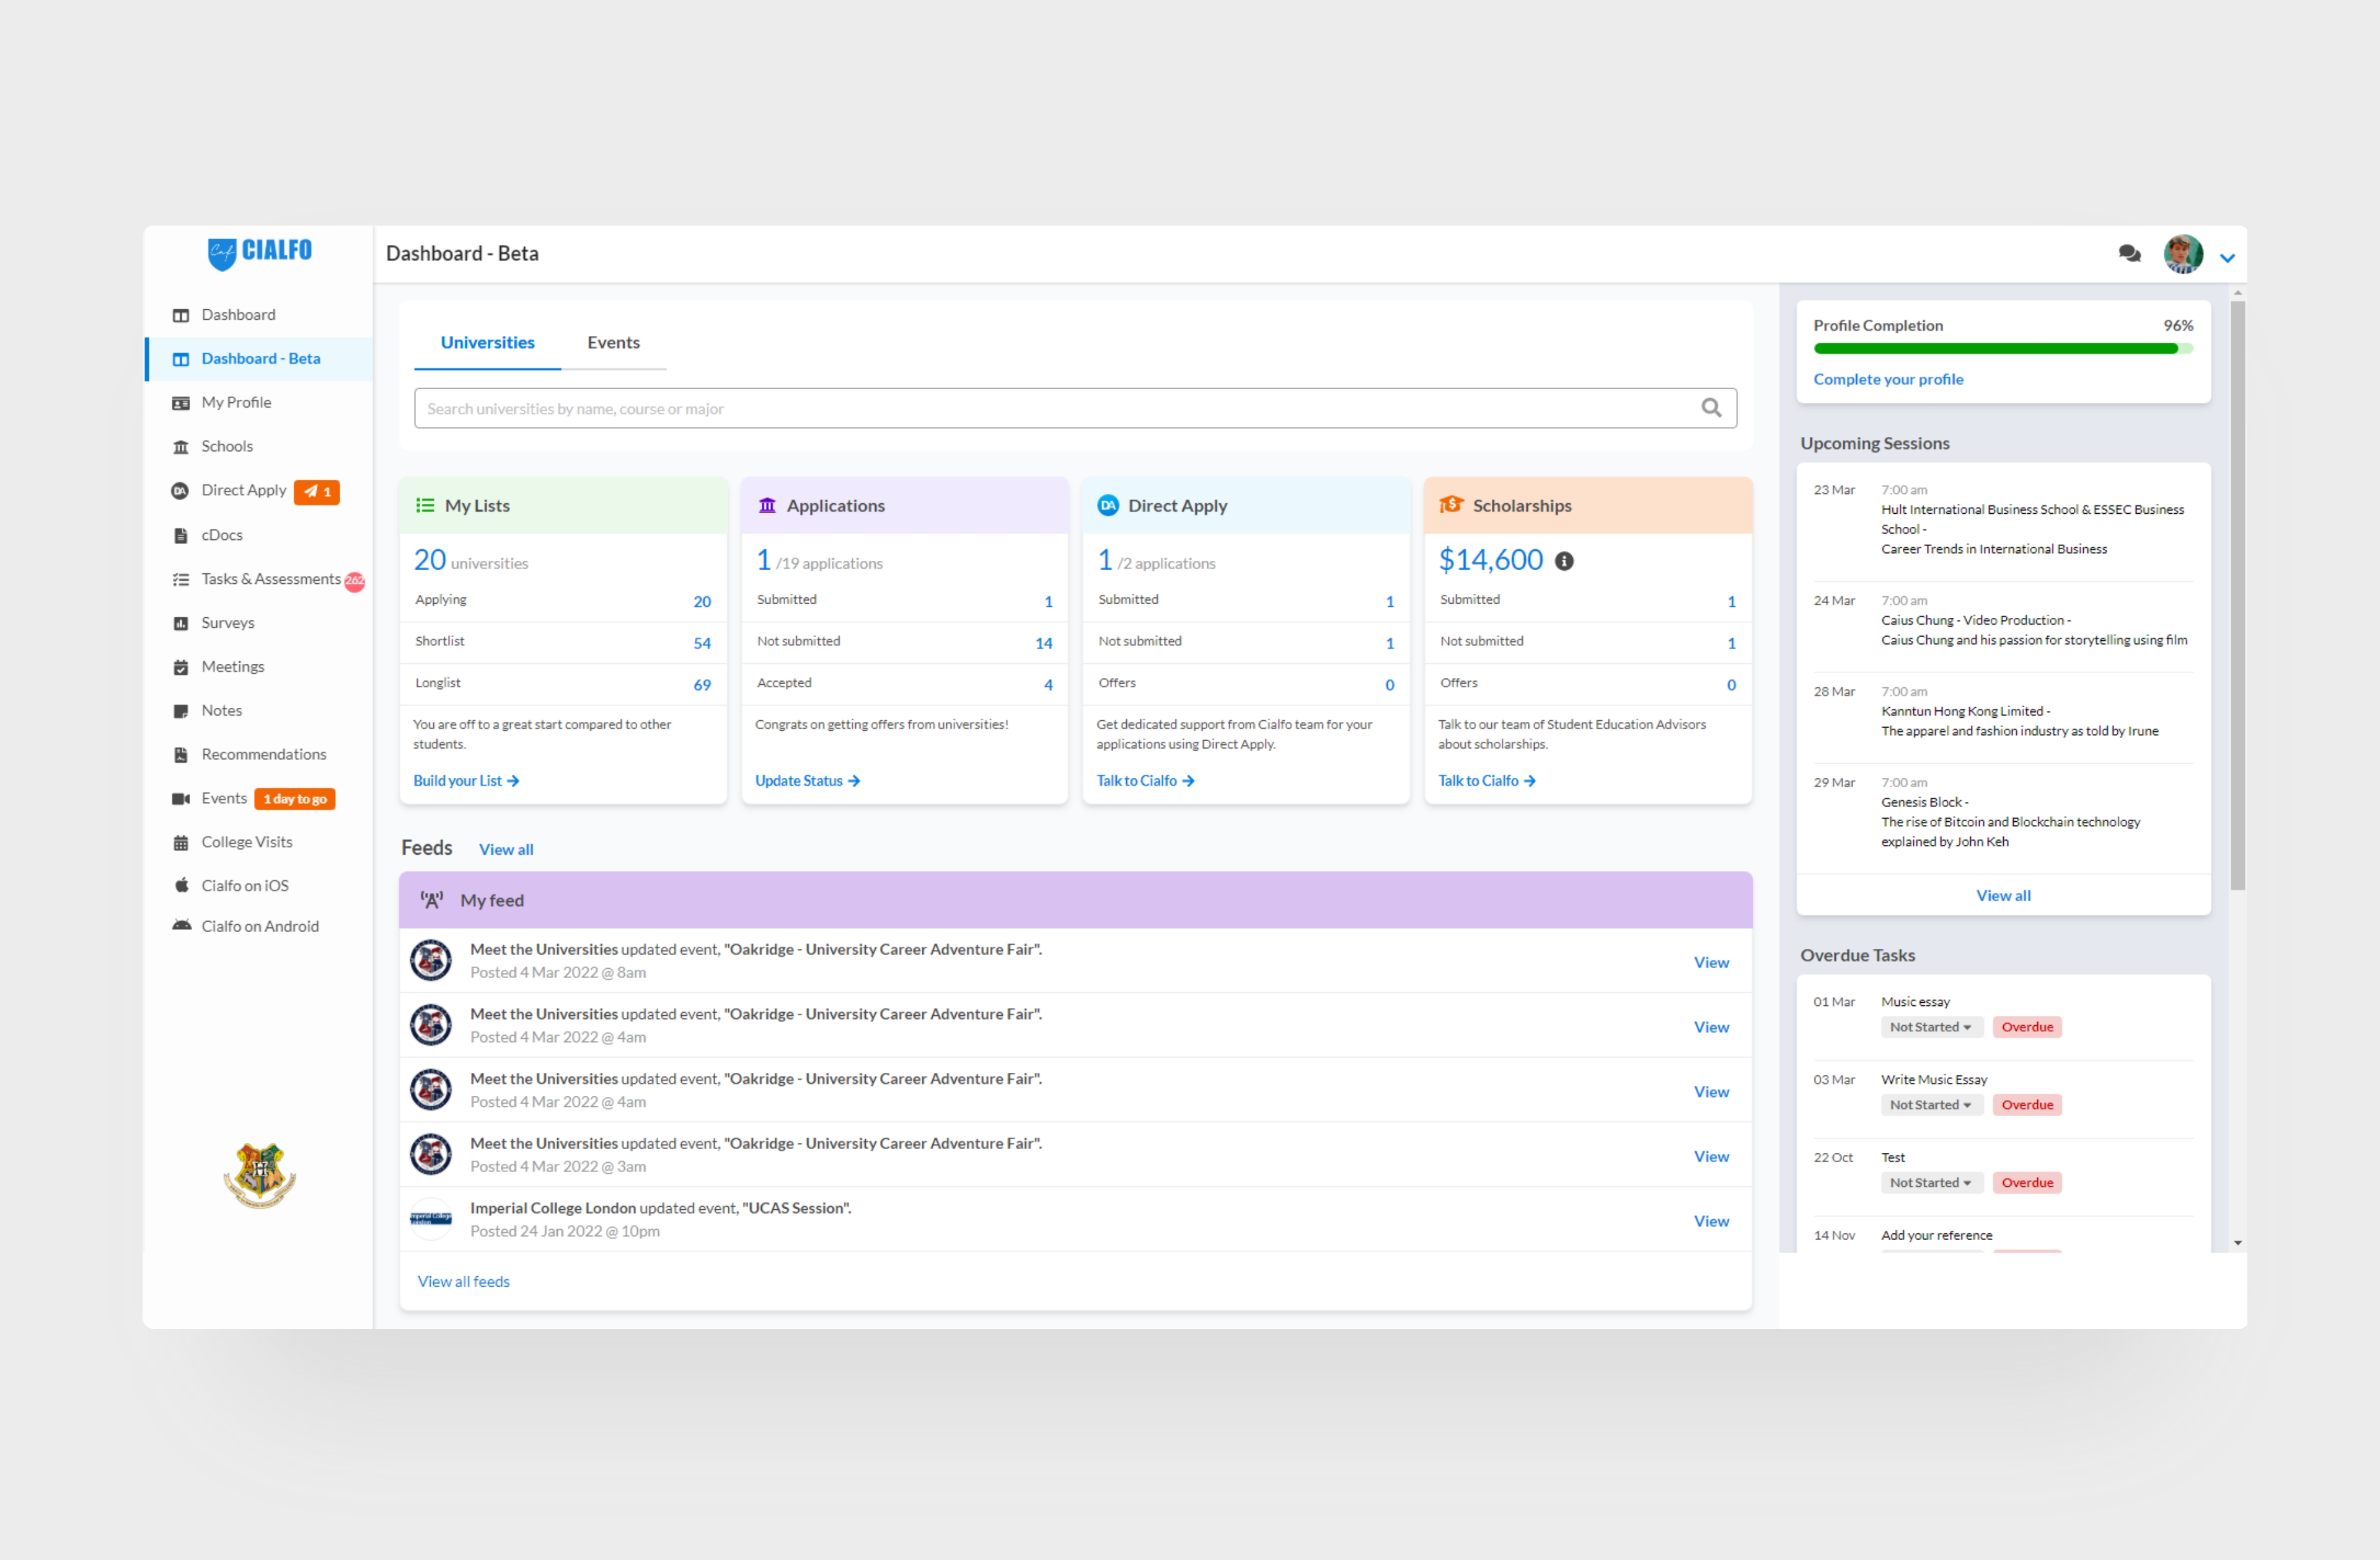 CIALFO
Dashboard
Dashboard - Beta
My Profile
Schools
DA
Direct Apply
1
cDocs
Tasks & Assessments
262
Surveys
Meetings
Notes
Recommendations
Events
1 day to go
College Visits
Cialfo on iOS
Cialfo on Android
H
Dashboard - Beta
Universities
Events
Search universities by name, course or major
My Lists
20 universities
Applying
20
Shortlist
54
Longlist
69
You are off to a great start compared to other
students.
Build your List
Applications
1 /19 applications
Submitted
1
Not submitted
14
Accepted
4
Congrats on getting offers from universities!
Update Status
DA
Direct Apply
1 /2 applications
Submitted
1
Not submitted
1
Offers
0
Get dedicated support from Cialfo team for your
applications using Direct Apply.
Talk to Cialfo
Scholarships
$14,600
Submitted
1
Not submitted
1
Offers
0
Talk to our team of Student Education Advisors
about scholarships.
Talk to Cialfo
Feeds
View all
My feed
Meet the Universities updated event, "Oakridge - University Career Adventure Fair".
Posted 4 Mar 2022 @ 8am
View
Meet the Universities updated event, "Oakridge - University Career Adventure Fair".
Posted 4 Mar 2022 @ 4am
View
Meet the Universities updated event, "Oakridge - University Career Adventure Fair".
Posted 4 Mar 2022 @ 4am
View
Meet the Universities updated event, "Oakridge - University Career Adventure Fair".
Posted 4 Mar 2022 @ 3am
View
Imperial College
London
Imperial College London updated event, "UCAS Session".
Posted 24 Jan 2022 @ 10pm
View
View all feeds
Profile Completion
96%
Complete your profile
Upcoming Sessions
23 Mar
7:00 am
Hult International Business School & ESSEC Business
School -
Career Trends in International Business
24 Mar
7:00 am
Caius Chung - Video Production -
Caius Chung and his passion for storytelling using film
28 Mar
7:00 am
Kanntun Hong Kong Limited -
The apparel and fashion industry as told by Irune
29 Mar
7:00 am
Genesis Block -
The rise of Bitcoin and Blockchain technology
explained by John Keh
View all
Overdue Tasks
01 Mar
Music essay
Not Started
Overdue
03 Mar
Write Music Essay
Not Started
Overdue
22 Oct
Test
Not Started
Overdue
14 Nov
Add your reference